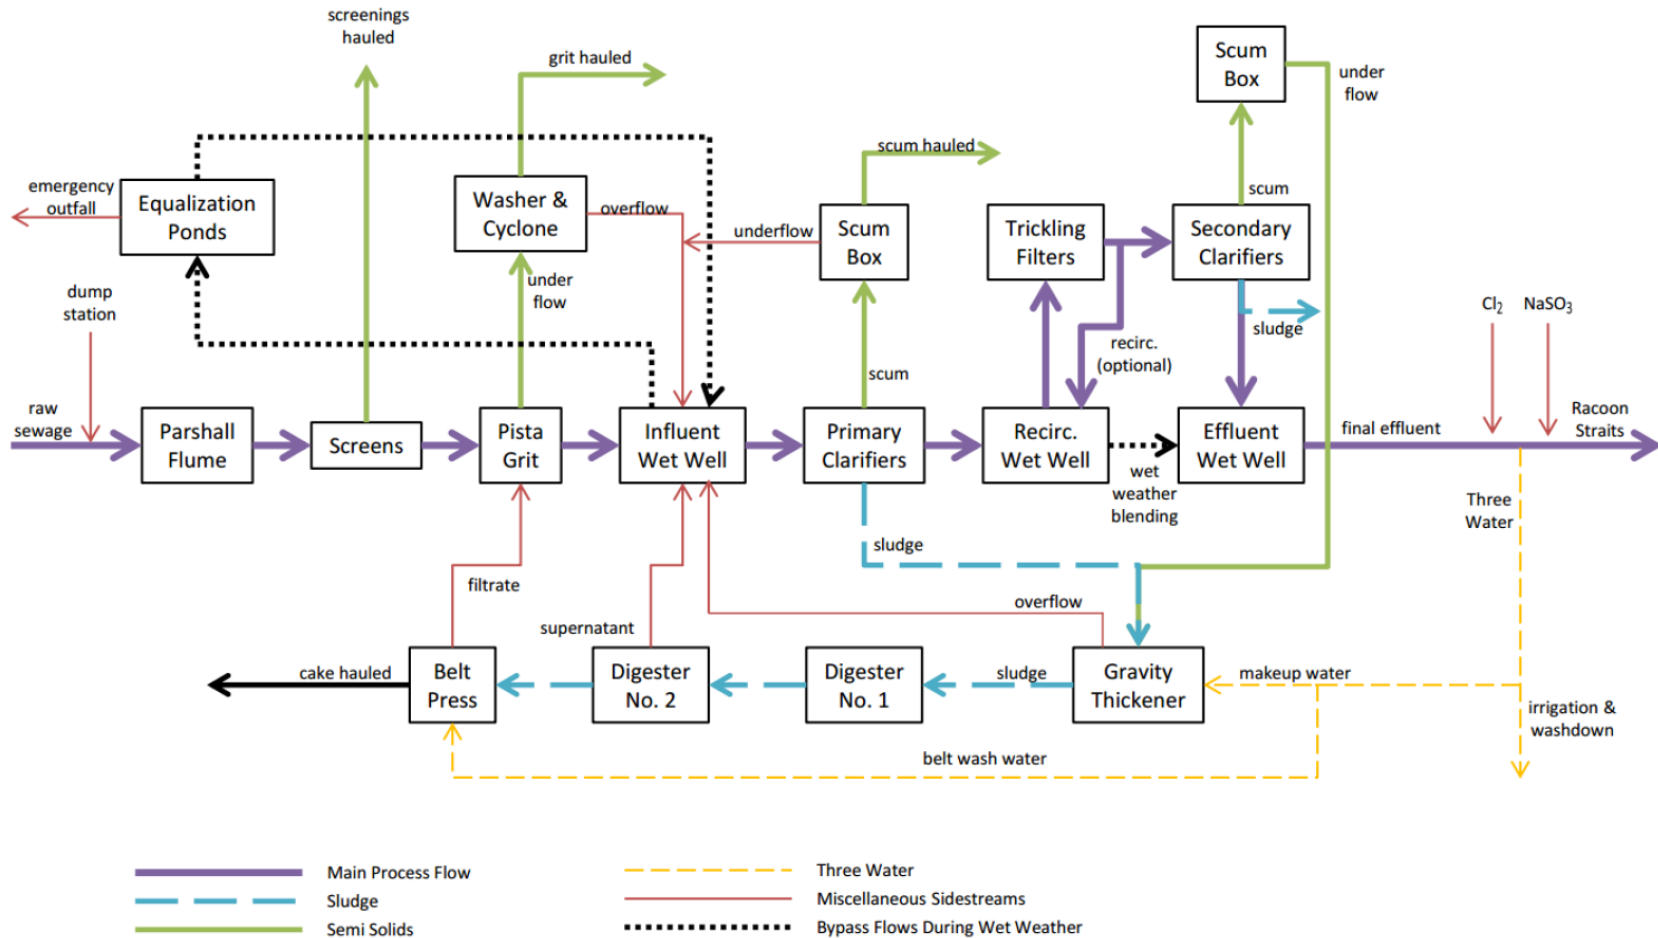 screenings
hauled
grit hauled
Scum
Box
under
flow
scum hauled
emergency
outfall
Equalization
Ponds
Washer &
Cyclone
overflow
underflow
Scum
Box
Trickling
Filters
scum
Secondary
Clarifiers
dump
station
under
flow
sludge
Cl2
NaSO3
recirc.
(optional)
scum
raw
sewage
Parshall
Flume
Screens
Pista
Grit
Influent
Wet Well
Primary
Clarifiers
Recirc.
Wet Well
wet
weather
blending
Effluent
Wet Well
final effluent
Racoon
Straits
Three
Water
sludge
filtrate
supernatant
overflow
cake hauled
Belt
Press
Digester
No. 2
Digester
No. 1
sludge
Gravity
Thickener
makeup water
irrigation &
washdown
belt wash water
Main Process Flow
Sludge
Semi Solids
Three Water
Miscellaneous Sidestreams
Bypass Flows During Wet Weather